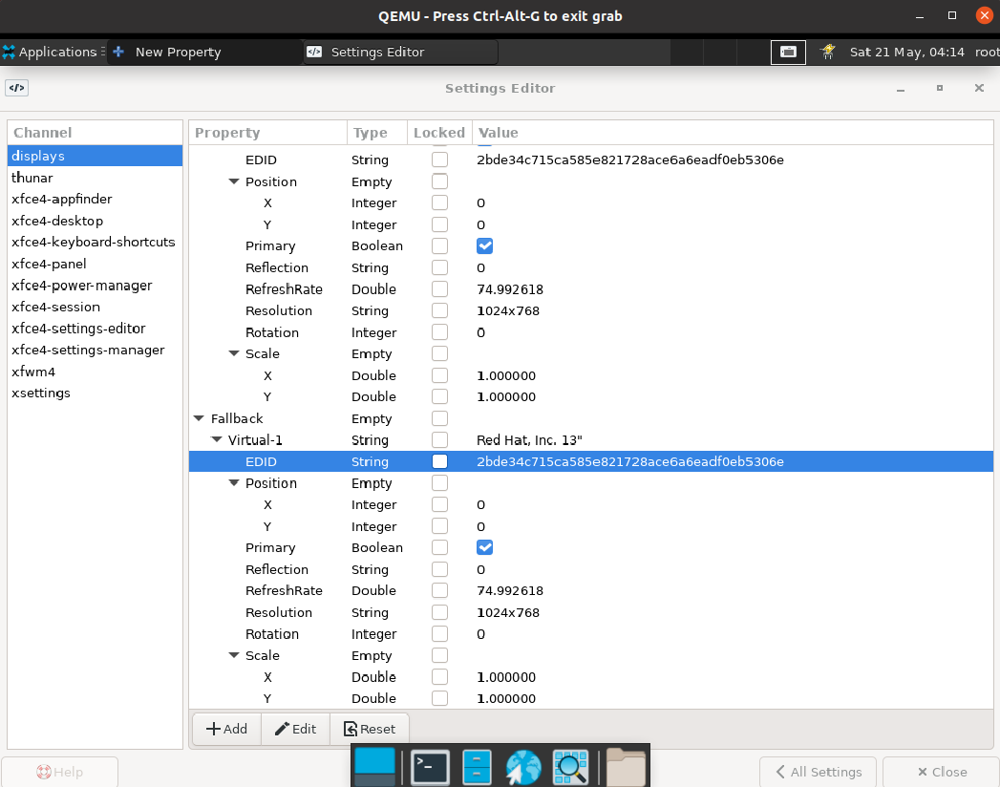 QEMU - Press Ctrl-Alt-G to exit grab
Applications New Property Settings Editor Sat 21 May, 04:14 root
Settings Editor
Channel
displays
thunar
xfce4-appfinder
xfce4-desktop
xfce4-keyboard-shortcuts
xfce4-panel
xfce4-power-manager
xfce4-session
xfce4-settings-editor
xfce4-settings-manager
xfwm4
xsettings
Property Type Locked Value
EDID String 2bde34c715ca585e821728ace6a6eadf0eb5306e
Position Empty
X Integer 0
Y Integer 0
Primary Boolean
Reflection String 0
RefreshRate Double 74.992618
Resolution String 1024x768
Rotation Integer 0
Scale Empty
X Double 1.000000
Y Double 1.000000
Fallback Empty
Virtual-1 String Red Hat, Inc. 13"
EDID String 2bde34c715ca585e821728ace6a6eadf0eb5306e
Position Empty
X Integer 0
Y Integer 0
Primary Boolean
Reflection String 0
RefreshRate Double 74.992618
Resolution String 1024x768
Rotation Integer 0
Scale Empty
X Double 1.000000
Y Double 1.000000
Add Edit Reset
Help All Settings Close